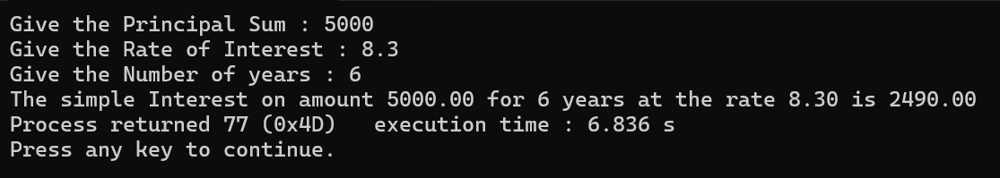 Give the Principal Sum : 5000
Give the Rate of Interest : 8.3
Give the Number of years : 6
The simple Interest on amount 5000.00 for 6 years at the rate 8.30 is 2490.00
Process returned 77 (0x4D)   execution time : 6.836 s
Press any key to continue.